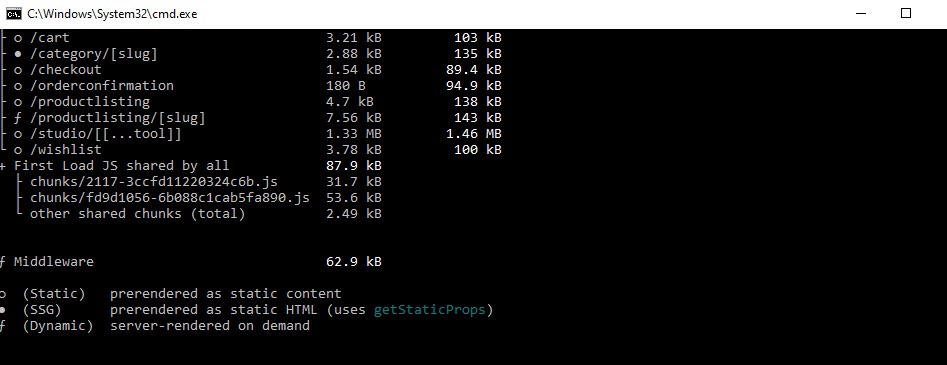 C:\Windows\System32\cmd.exe
├ ○ /cart 3.21 kB 103 kB
├ ● /category/[slug] 2.88 kB 135 kB
├ ○ /checkout 1.54 kB 89.4 kB
├ ○ /orderconfirmation 180 B 94.9 kB
├ ○ /productlisting 4.7 kB 138 kB
├ ƒ /productlisting/[slug] 7.56 kB 143 kB
├ ○ /studio/[[...tool]] 1.33 MB 1.46 MB
└ ○ /wishlist 3.78 kB 100 kB
+ First Load JS shared by all 87.9 kB
├ chunks/2117-3ccfd11220324c6b.js 31.7 kB
├ chunks/fd9d1056-6b088c1cab5fa890.js 53.6 kB
└ other shared chunks (total) 2.49 kB
ƒ Middleware 62.9 kB
○ (Static) prerendered as static content
● (SSG) prerendered as static HTML (uses getStaticProps)
ƒ (Dynamic) server-rendered on demand